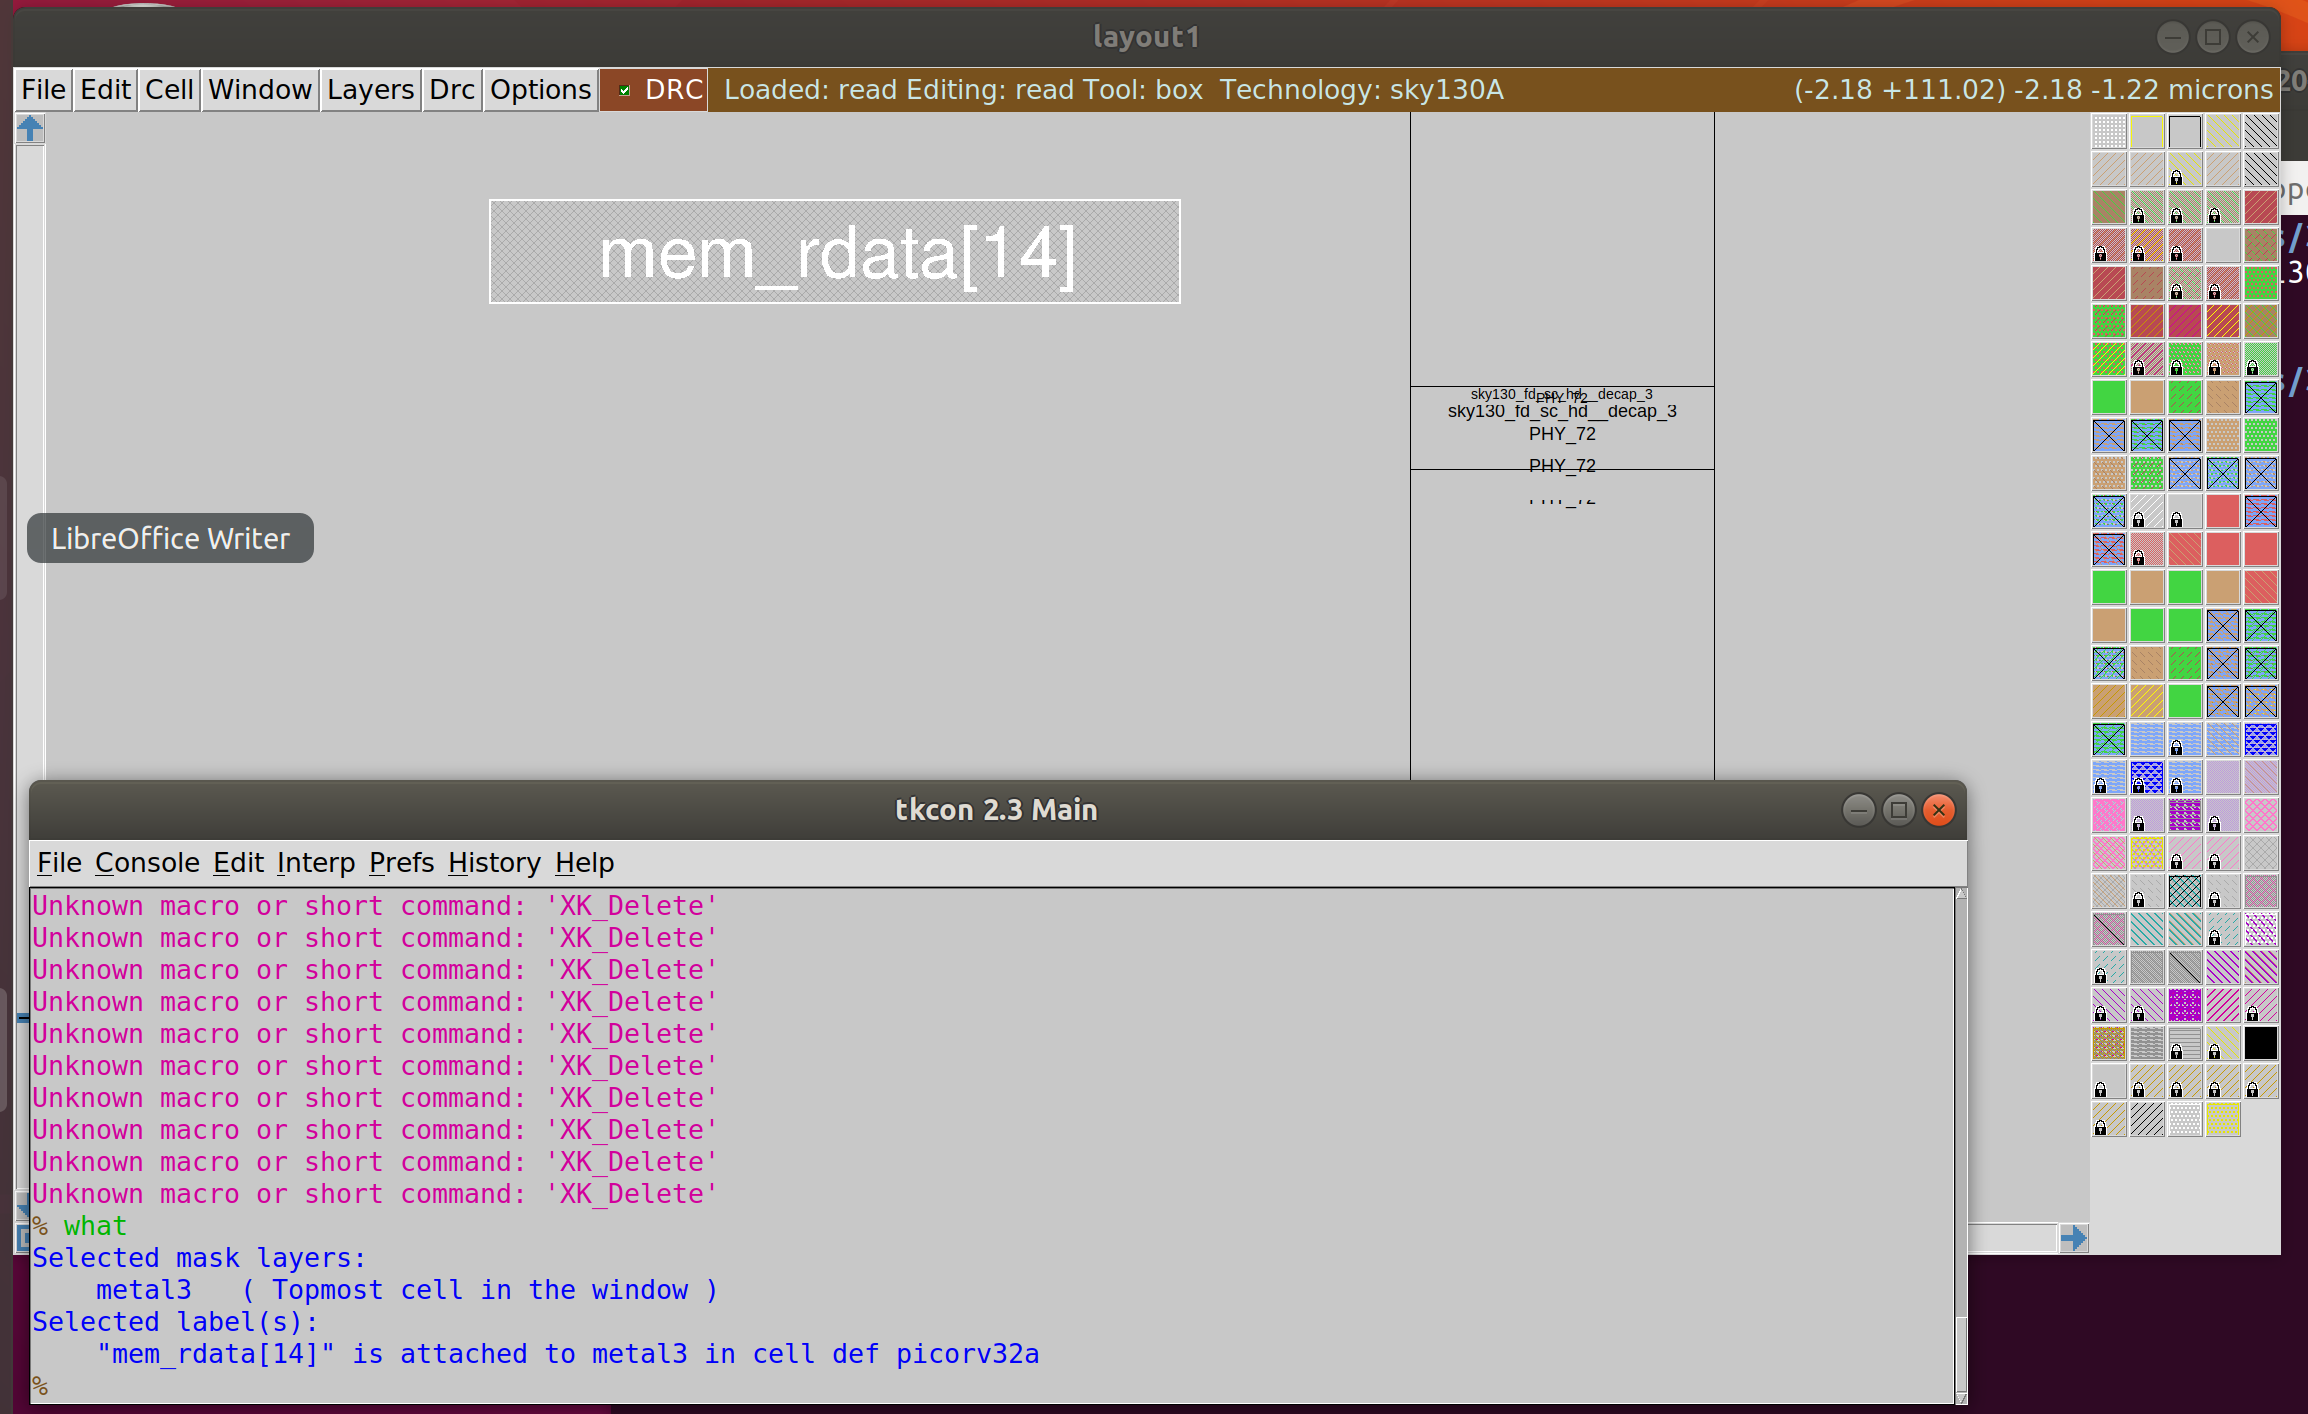 layout1
File Edit Cell Window Layers Drc Options DRC Loaded: read Editing: read Tool: box Technology: sky130A (-2.18 +111.02) -2.18 -1.22 microns
mem_rdata[14]
sky130_fd_sc_hd__decap_3
PHY_72
sky130_fd_sc_hd__decap_3
PHY_72
PHY_72
PHY_72
LibreOffice Writer
tkcon 2.3 Main
File Console Edit Interp Prefs History Help
Unknown macro or short command: 'XK_Delete'
Unknown macro or short command: 'XK_Delete'
Unknown macro or short command: 'XK_Delete'
Unknown macro or short command: 'XK_Delete'
Unknown macro or short command: 'XK_Delete'
Unknown macro or short command: 'XK_Delete'
Unknown macro or short command: 'XK_Delete'
Unknown macro or short command: 'XK_Delete'
Unknown macro or short command: 'XK_Delete'
Unknown macro or short command: 'XK_Delete'
% what
Selected mask layers:
metal3 ( Topmost cell in the window )
Selected label(s):
"mem_rdata[14]" is attached to metal3 in cell def picorv32a
%